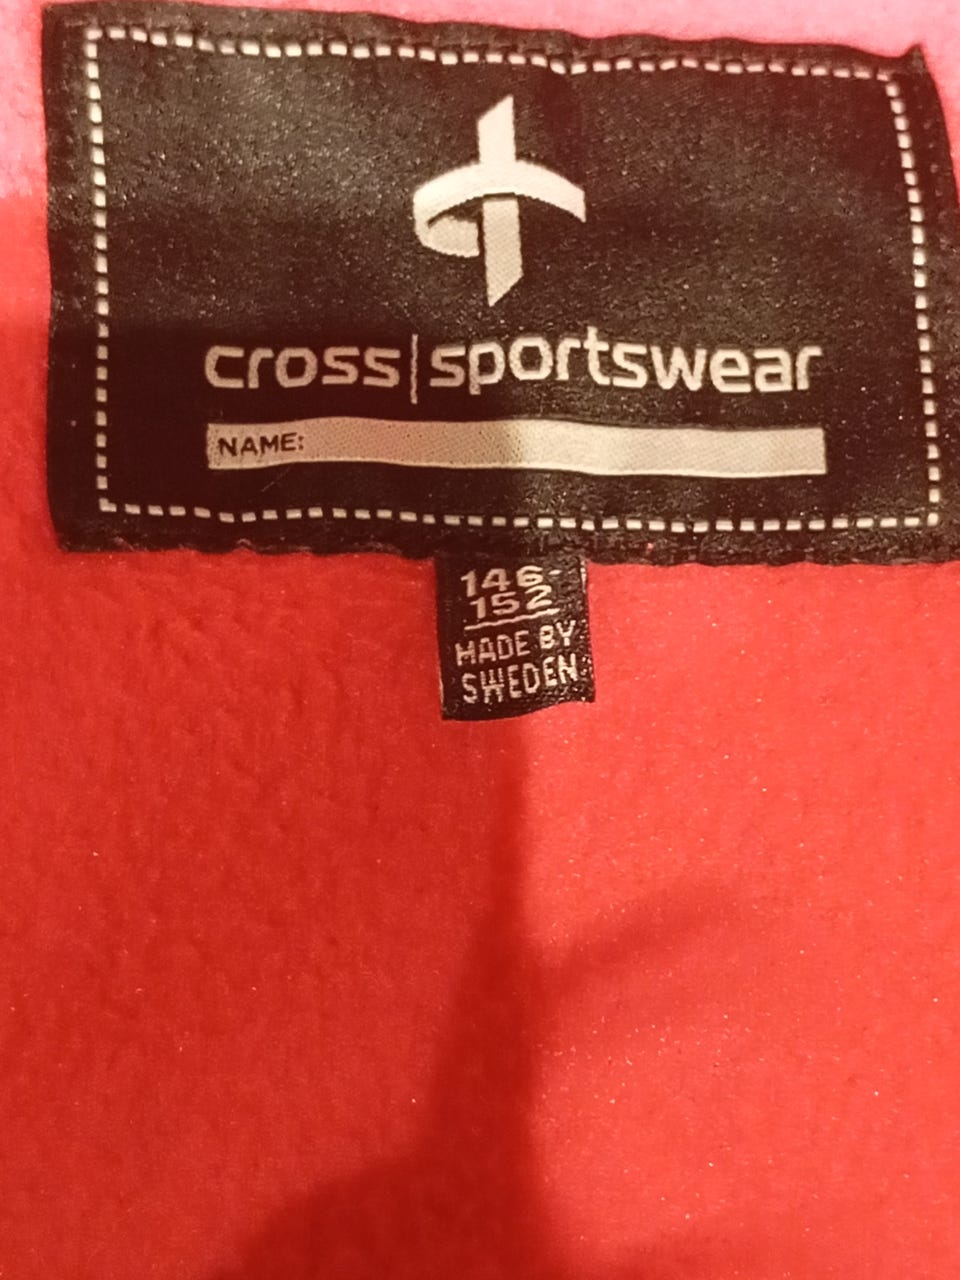 cross|sportswear
NAME:
146-
152
MADE BY
SWEDEN